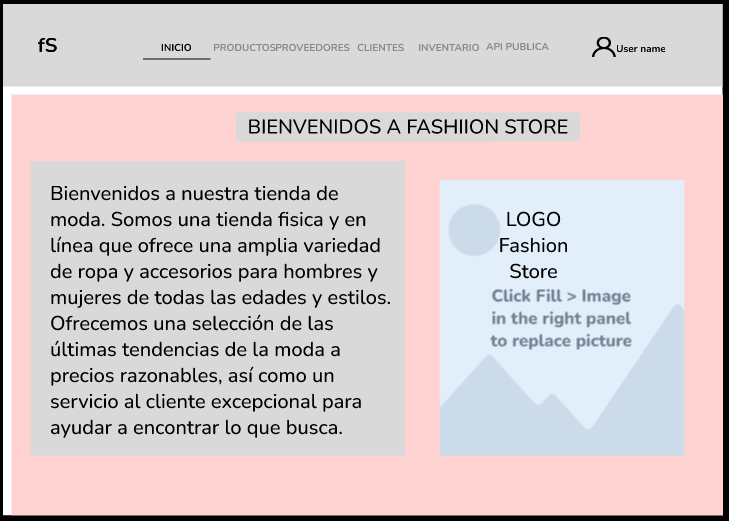 fS
INICIO PRODUCTOS PROVEEDORES CLIENTES INVENTARIO API PUBLICA User name
BIENVENIDOS A FASHIION STORE
Bienvenidos a nuestra tienda de
moda. Somos una tienda fisica y en
línea que ofrece una amplia variedad
de ropa y accesorios para hombres y
mujeres de todas las edades y estilos.
Ofrecemos una selección de las
últimas tendencias de la moda a
precios razonables, así como un
servicio al cliente excepcional para
ayudar a encontrar lo que busca.
LOGO
Fashion
Store
Click Fill > Image
in the right panel
to replace picture